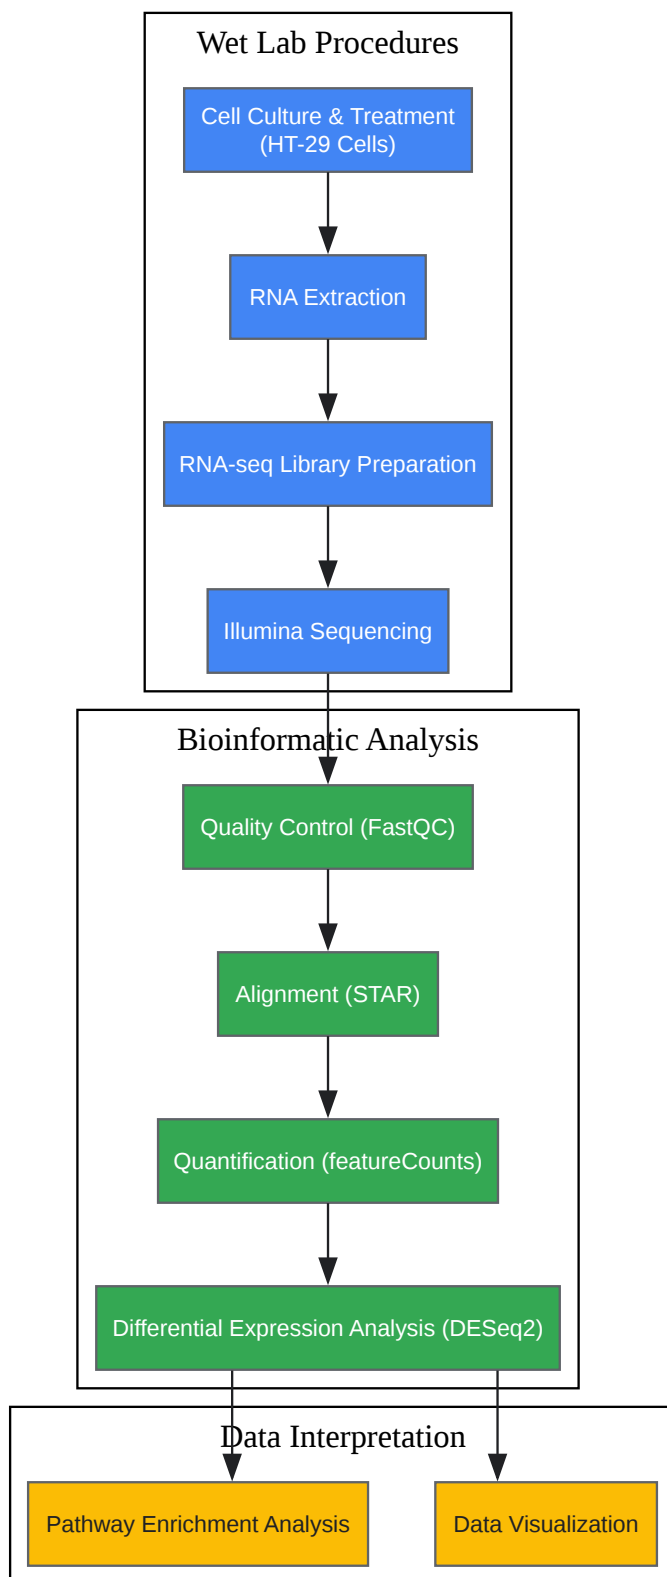 Wet Lab Procedures
Cell Culture & Treatment
(HT-29 Cells)
RNA Extraction
RNA-seq Library Preparation
Illumina Sequencing
Bioinformatic Analysis
Quality Control (FastQC)
Alignment (STAR)
Quantification (featureCounts)
Differential Expression Analysis (DESeq2)
Data Interpretation
Pathway Enrichment Analysis
Data Visualization